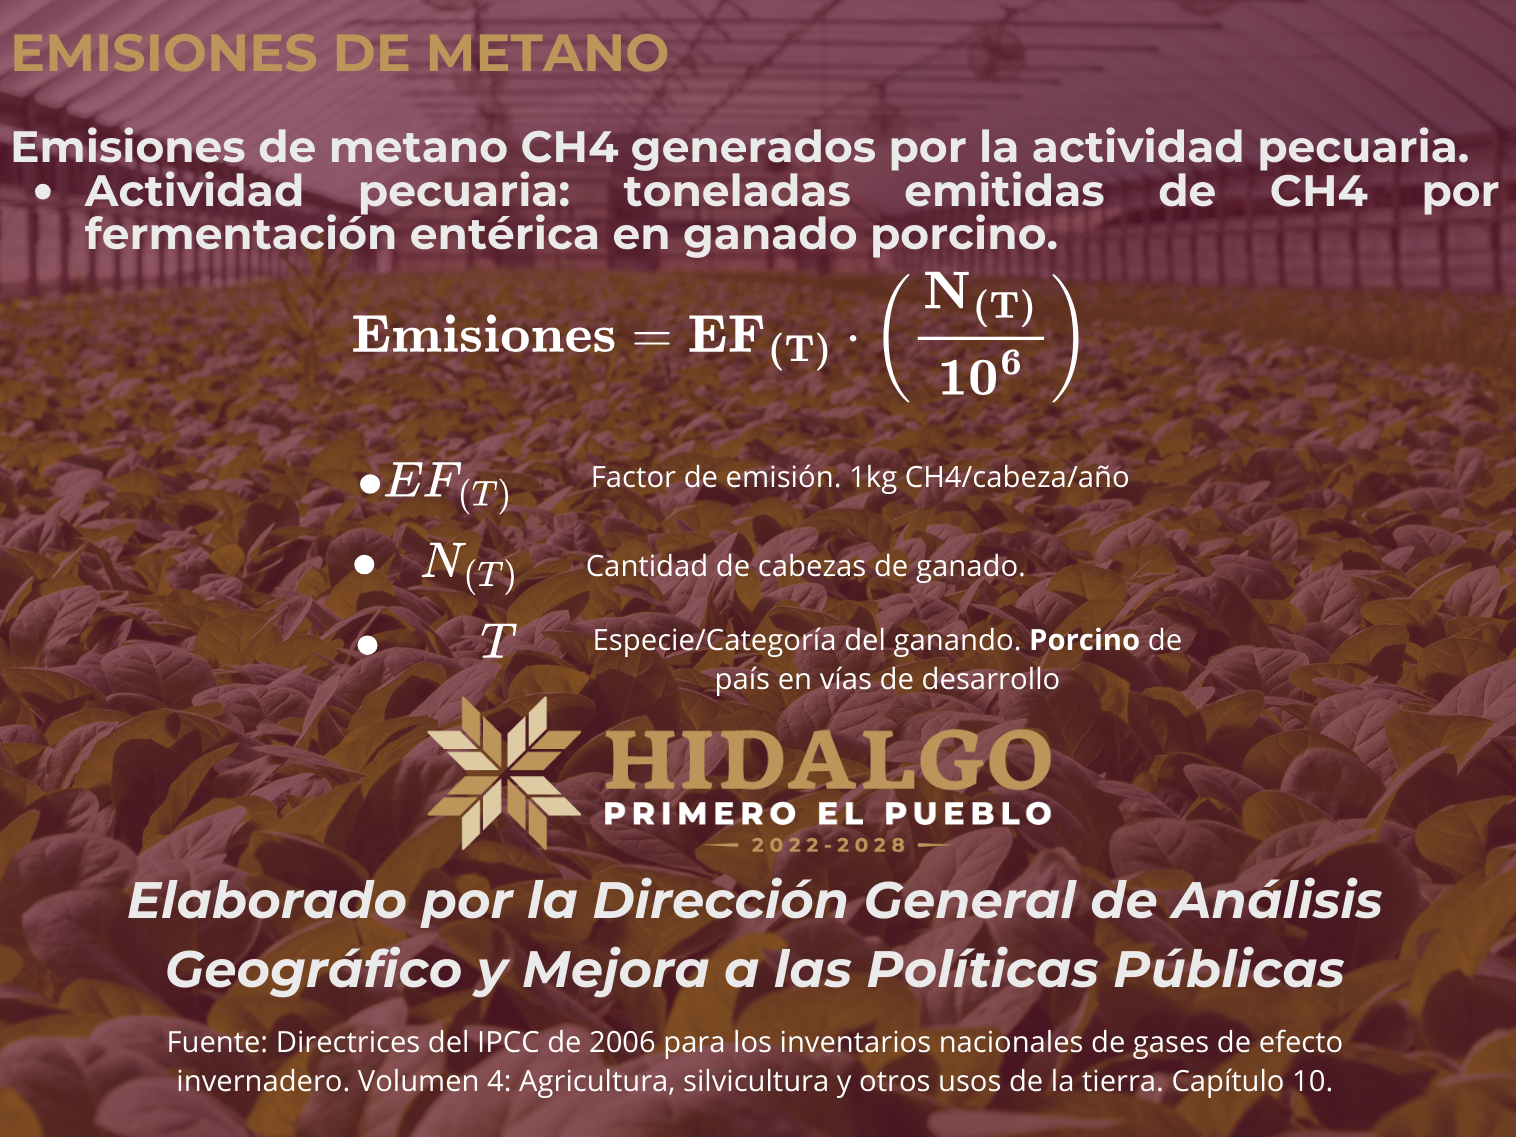 EMISIONES DE METANO
Emisiones de metano CH4 generados por la actividad pecuaria.
• Actividad pecuaria: toneladas emitidas de CH4 por
fermentación entérica en ganado porcino.
Emisiones = EF_(T) · (N_(T) / 10^6)
• EF_(T) Factor de emisión. 1kg CH4/cabeza/año
• N_(T) Cantidad de cabezas de ganado.
• T Especie/Categoría del ganando. Porcino de
país en vías de desarrollo
HIDALGO
PRIMERO EL PUEBLO
2022-2028
Elaborado por la Dirección General de Análisis
Geográfico y Mejora a las Políticas Públicas
Fuente: Directrices del IPCC de 2006 para los inventarios nacionales de gases de efecto
invernadero. Volumen 4: Agricultura, silvicultura y otros usos de la tierra. Capítulo 10.